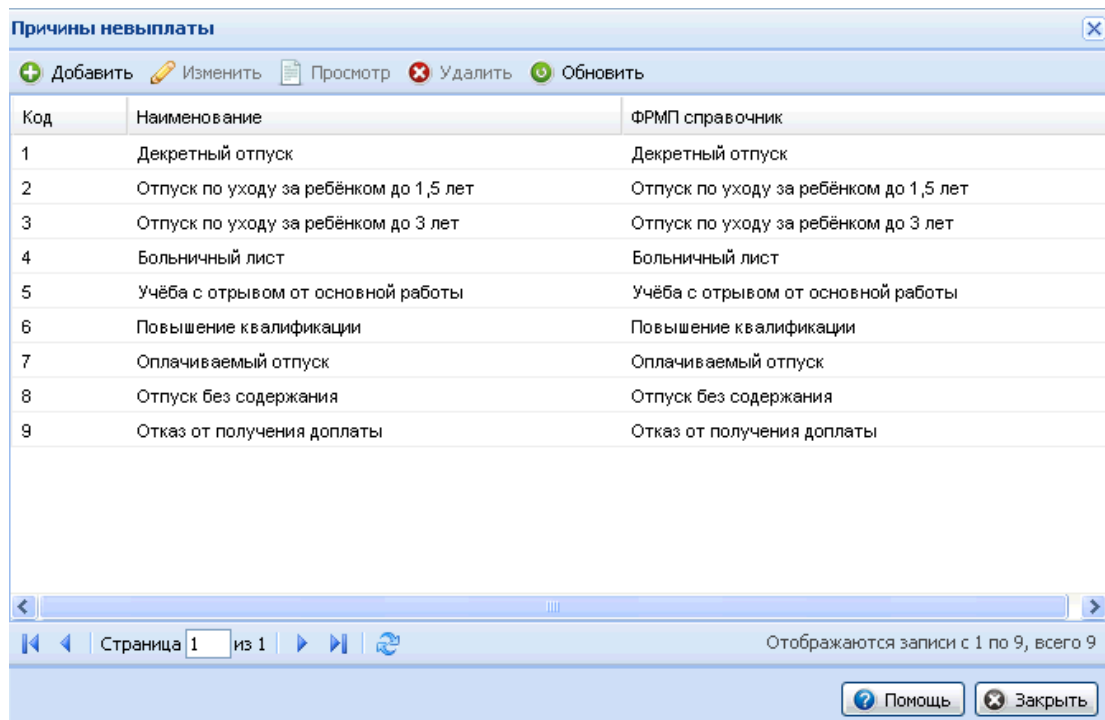 Причины невыплаты
Добавить Изменить Просмотр Удалить Обновить
Код Наименование ФРМП справочник
1 Декретный отпуск Декретный отпуск
2 Отпуск по уходу за ребёнком до 1,5 лет Отпуск по уходу за ребёнком до 1,5 лет
3 Отпуск по уходу за ребёнком до 3 лет Отпуск по уходу за ребёнком до 3 лет
4 Больничный лист Больничный лист
5 Учёба с отрывом от основной работы Учёба с отрывом от основной работы
6 Повышение квалификации Повышение квалификации
7 Оплачиваемый отпуск Оплачиваемый отпуск
8 Отпуск без содержания Отпуск без содержания
9 Отказ от получения доплаты Отказ от получения доплаты
Страница 1 из 1 Отображаются записи с 1 по 9, всего 9
Помощь Закрыть